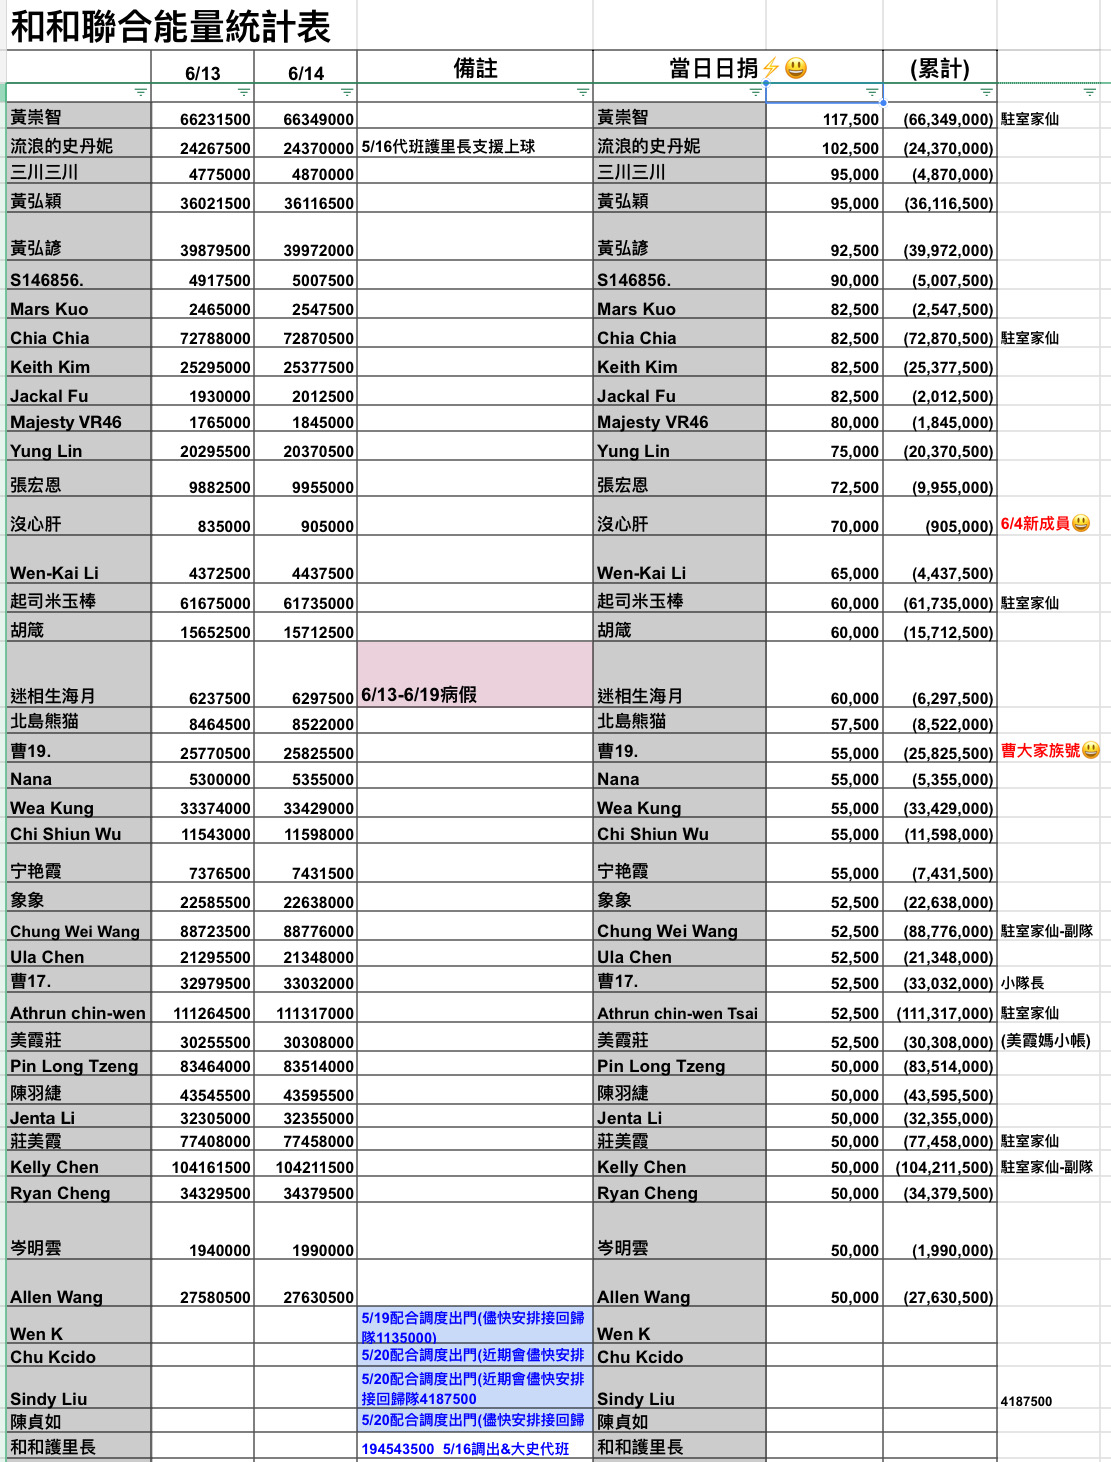 和和聯合能量統計表
6/13 6/14 備註 當日日捐⚡😃 (累計)
黃崇智 66231500 66349000 黃崇智 117,500 (66,349,000) 駐室家仙
流浪的史丹妮 24267500 24370000 5/16代班護里長支援上球 流浪的史丹妮 102,500 (24,370,000)
三川三川 4775000 4870000 三川三川 95,000 (4,870,000)
黃弘穎 36021500 36116500 黃弘穎 95,000 (36,116,500)
黃弘諺 39879500 39972000 黃弘諺 92,500 (39,972,000)
S146856. 4917500 5007500 S146856. 90,000 (5,007,500)
Mars Kuo 2465000 2547500 Mars Kuo 82,500 (2,547,500)
Chia Chia 72788000 72870500 Chia Chia 82,500 (72,870,500) 駐室家仙
Keith Kim 25295000 25377500 Keith Kim 82,500 (25,377,500)
Jackal Fu 1930000 2012500 Jackal Fu 82,500 (2,012,500)
Majesty VR46 1765000 1845000 Majesty VR46 80,000 (1,845,000)
Yung Lin 20295500 20370500 Yung Lin 75,000 (20,370,500)
張宏恩 9882500 9955000 張宏恩 72,500 (9,955,000)
沒心肝 835000 905000 沒心肝 70,000 (905,000) 6/4新成員😃
Wen-Kai Li 4372500 4437500 Wen-Kai Li 65,000 (4,437,500)
起司米玉棒 61675000 61735000 起司米玉棒 60,000 (61,735,000) 駐室家仙
胡箴 15652500 15712500 胡箴 60,000 (15,712,500)
迷相生海月 6237500 6297500 6/13-6/19病假 迷相生海月 60,000 (6,297,500)
北島熊猫 8464500 8522000 北島熊猫 57,500 (8,522,000)
曹19. 25770500 25825500 曹19. 55,000 (25,825,500) 曹大家族號😃
Nana 5300000 5355000 Nana 55,000 (5,355,000)
Wea Kung 33374000 33429000 Wea Kung 55,000 (33,429,000)
Chi Shiun Wu 11543000 11598000 Chi Shiun Wu 55,000 (11,598,000)
宁艳霞 7376500 7431500 宁艳霞 55,000 (7,431,500)
象象 22585500 22638000 象象 52,500 (22,638,000)
Chung Wei Wang 88723500 88776000 Chung Wei Wang 52,500 (88,776,000) 駐室家仙-副隊
Ula Chen 21295500 21348000 Ula Chen 52,500 (21,348,000)
曹17. 32979500 33032000 曹17. 52,500 (33,032,000) 小隊長
Athrun chin-wen 111264500 111317000 Athrun chin-wen Tsai 52,500 (111,317,000) 駐室家仙
美霞莊 30255500 30308000 美霞莊 52,500 (30,308,000) (美霞媽小帳)
Pin Long Tzeng 83464000 83514000 Pin Long Tzeng 50,000 (83,514,000)
陳羽緁 43545500 43595500 陳羽緁 50,000 (43,595,500)
Jenta Li 32305000 32355000 Jenta Li 50,000 (32,355,000)
莊美霞 77408000 77458000 莊美霞 50,000 (77,458,000) 駐室家仙
Kelly Chen 104161500 104211500 Kelly Chen 50,000 (104,211,500) 駐室家仙-副隊
Ryan Cheng 34329500 34379500 Ryan Cheng 50,000 (34,379,500)
岑明雲 1940000 1990000 岑明雲 50,000 (1,990,000)
Allen Wang 27580500 27630500 Allen Wang 50,000 (27,630,500)
5/19配合調度出門(儘快安排接回歸
Wen K 隊1135000) Wen K
Chu Kcido 5/20配合調度出門(近期會儘快安排 Chu Kcido
5/20配合調度出門(近期會儘快安排
Sindy Liu 接回歸隊4187500 Sindy Liu 4187500
陳貞如 5/20配合調度出門(儘快安排接回歸 陳貞如
和和護里長 194543500 5/16調出&大史代班 和和護里長